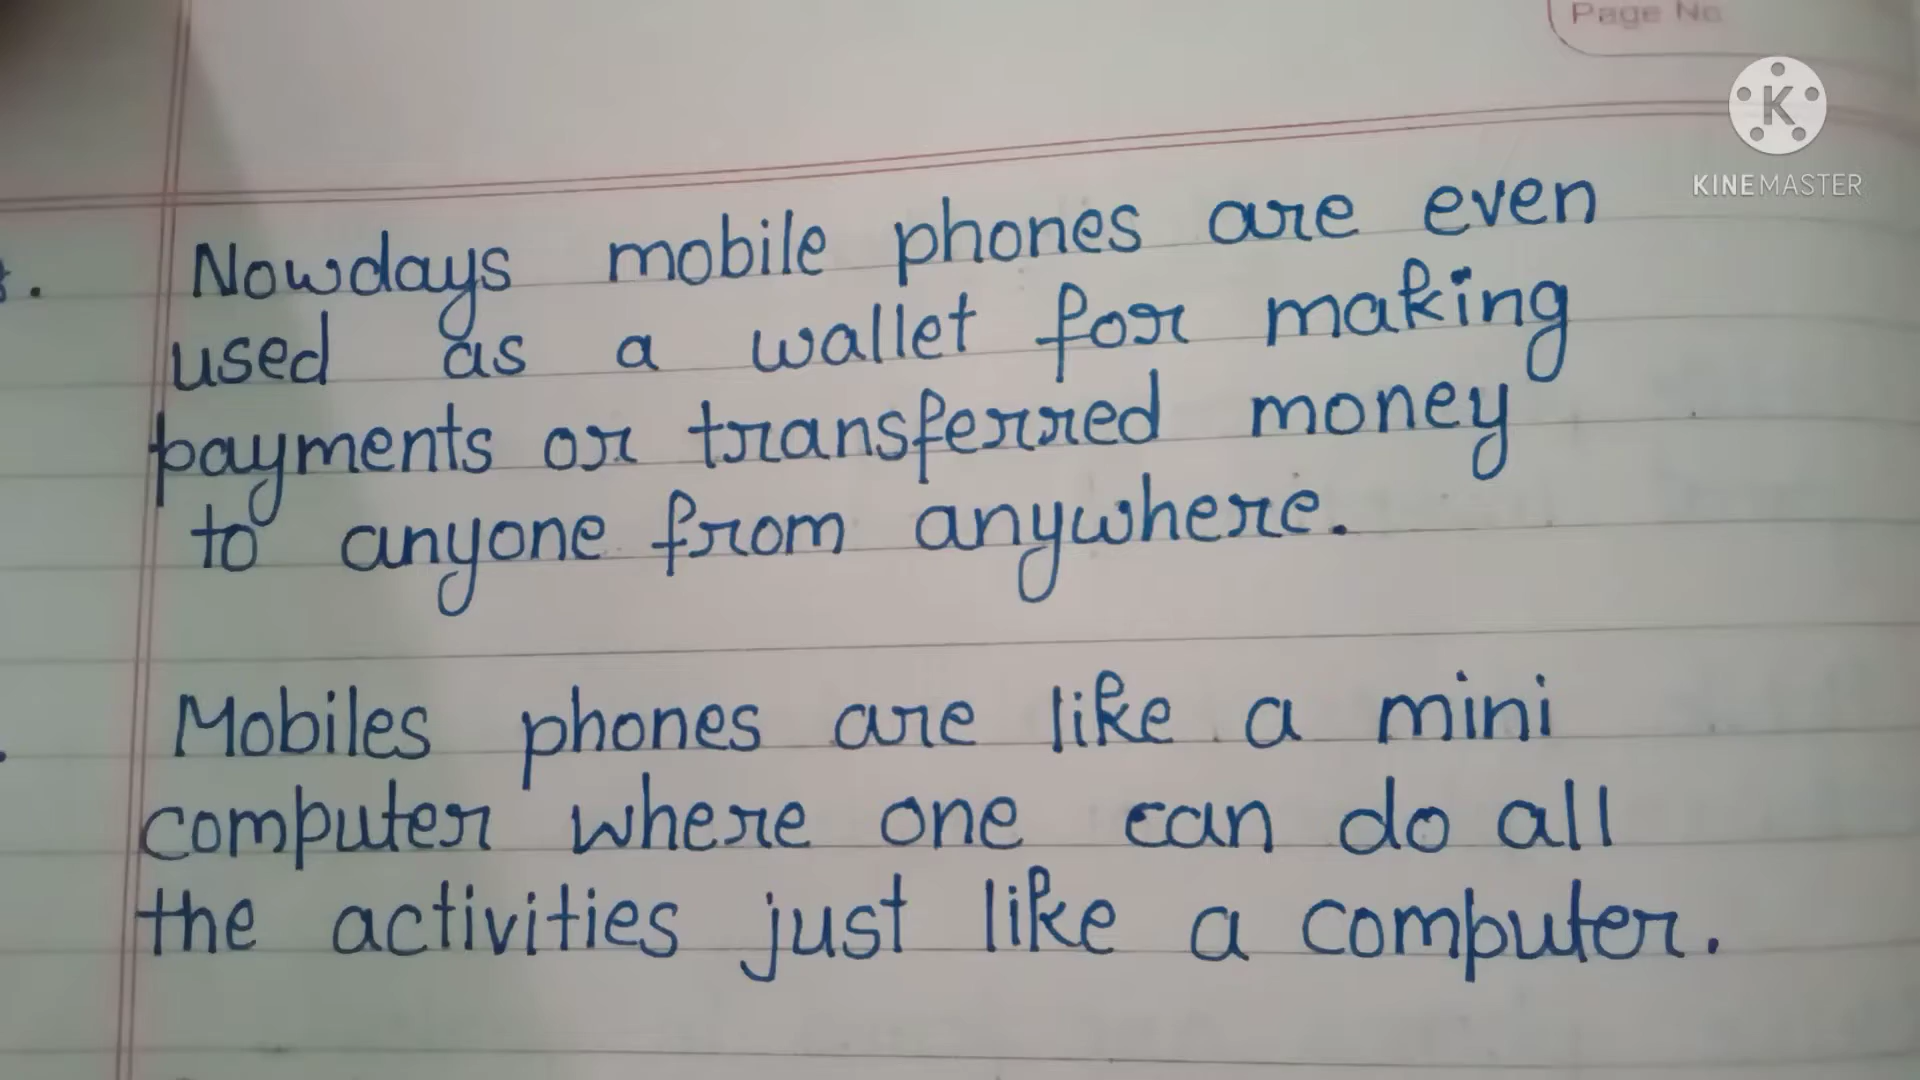 Page No
KINEMASTER
Nowdays mobile phones are even
used as a wallet for making
payments or transferred money
to anyone from anywhere.
Mobiles phones are like a mini
computer where one can do all
the activities just like a computer.